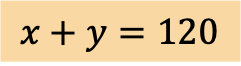 x + y = 120